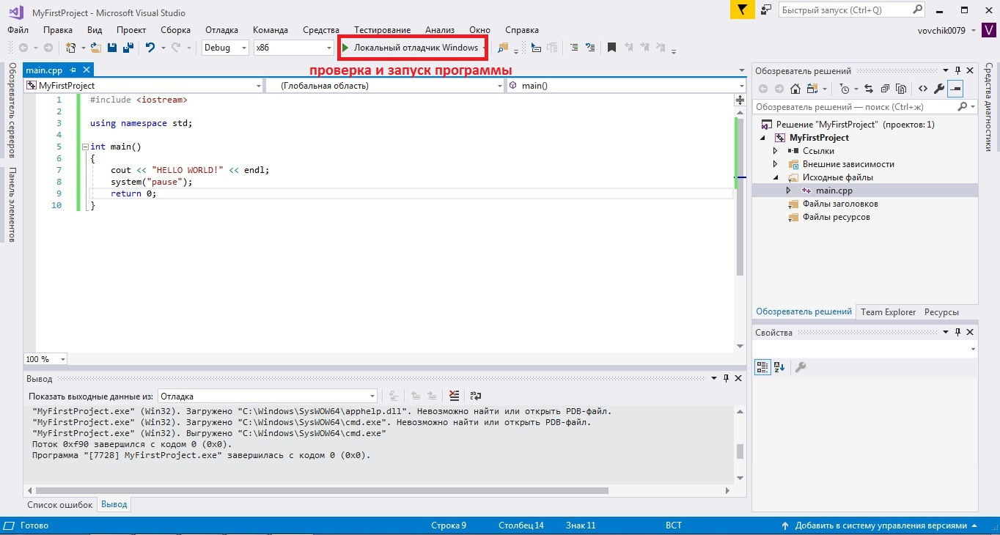 MyFirstProject - Microsoft Visual Studio
Быстрый запуск (Ctrl+Q)
Файл Правка Вид Проект Сборка Отладка Команда Средства Тестирование Анализ Окно Справка
vovchik0079 V
Debug x86 Локальный отладчик Windows
проверка и запуск программы
Обозреватель серверов
Панель элементов
main.cpp
MyFirstProject (Глобальная область) main()
1 #include <iostream>
2
3 using namespace std;
4
5 int main()
6 {
7 cout << "HELLO WORLD!" << endl;
8 system("pause");
9 return 0;
10 }
100 %
Обозреватель решений
Обозреватель решений — поиск (Ctrl+ж)
Решение "MyFirstProject" (проектов: 1)
MyFirstProject
Ссылки
Внешние зависимости
Исходные файлы
main.cpp
Файлы заголовков
Файлы ресурсов
Обозреватель решений Team Explorer Ресурсы
Средства диагностики
Свойства
Вывод
Показать выходные данные из: Отладка
"MyFirstProject.exe" (Win32). Загружено "C:\Windows\SysWOW64\apphelp.dll". Невозможно найти или открыть PDB-файл.
"MyFirstProject.exe" (Win32). Загружено "C:\Windows\SysWOW64\cmd.exe". Невозможно найти или открыть PDB-файл.
"MyFirstProject.exe" (Win32). Выгружено "C:\Windows\SysWOW64\cmd.exe"
Поток 0xf90 завершился с кодом 0 (0x0).
Программа "[7728] MyFirstProject.exe" завершилась с кодом 0 (0x0).
Список ошибок Вывод
Готово Строка 9 Столбец 14 Знак 11 ВСТ Добавить в систему управления версиями